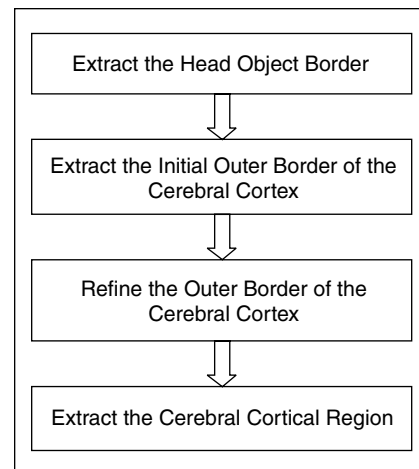 Extract the Head Object Border
Extract the Initial Outer Border of the
Cerebral Cortex
Refine the Outer Border of the
Cerebral Cortex
Extract the Cerebral Cortical Region